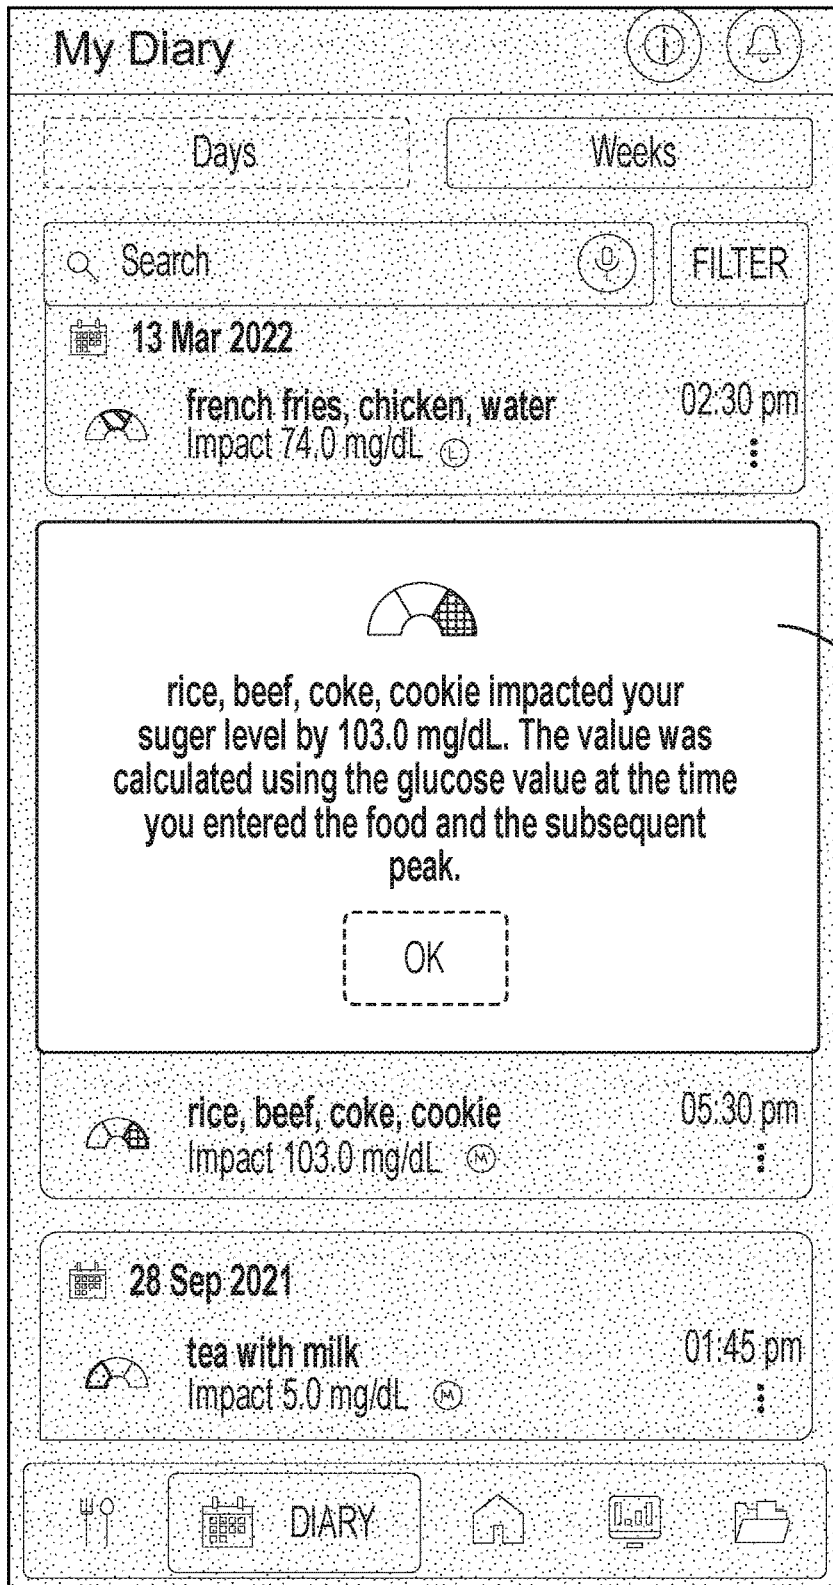 My Diary
Days
Weeks
Search
FILTER
13 Mar 2022
french fries, chicken, water
02:30 pm
Impact 74.0 mg/dL L
rice, beef, coke, cookie impacted your
suger level by 103.0 mg/dL. The value was
calculated using the glucose value at the time
you entered the food and the subsequent
peak.
OK
rice, beef, coke, cookie
05:30 pm
Impact 103.0 mg/dL M
28 Sep 2021
tea with milk
01:45 pm
Impact 5.0 mg/dL M
DIARY